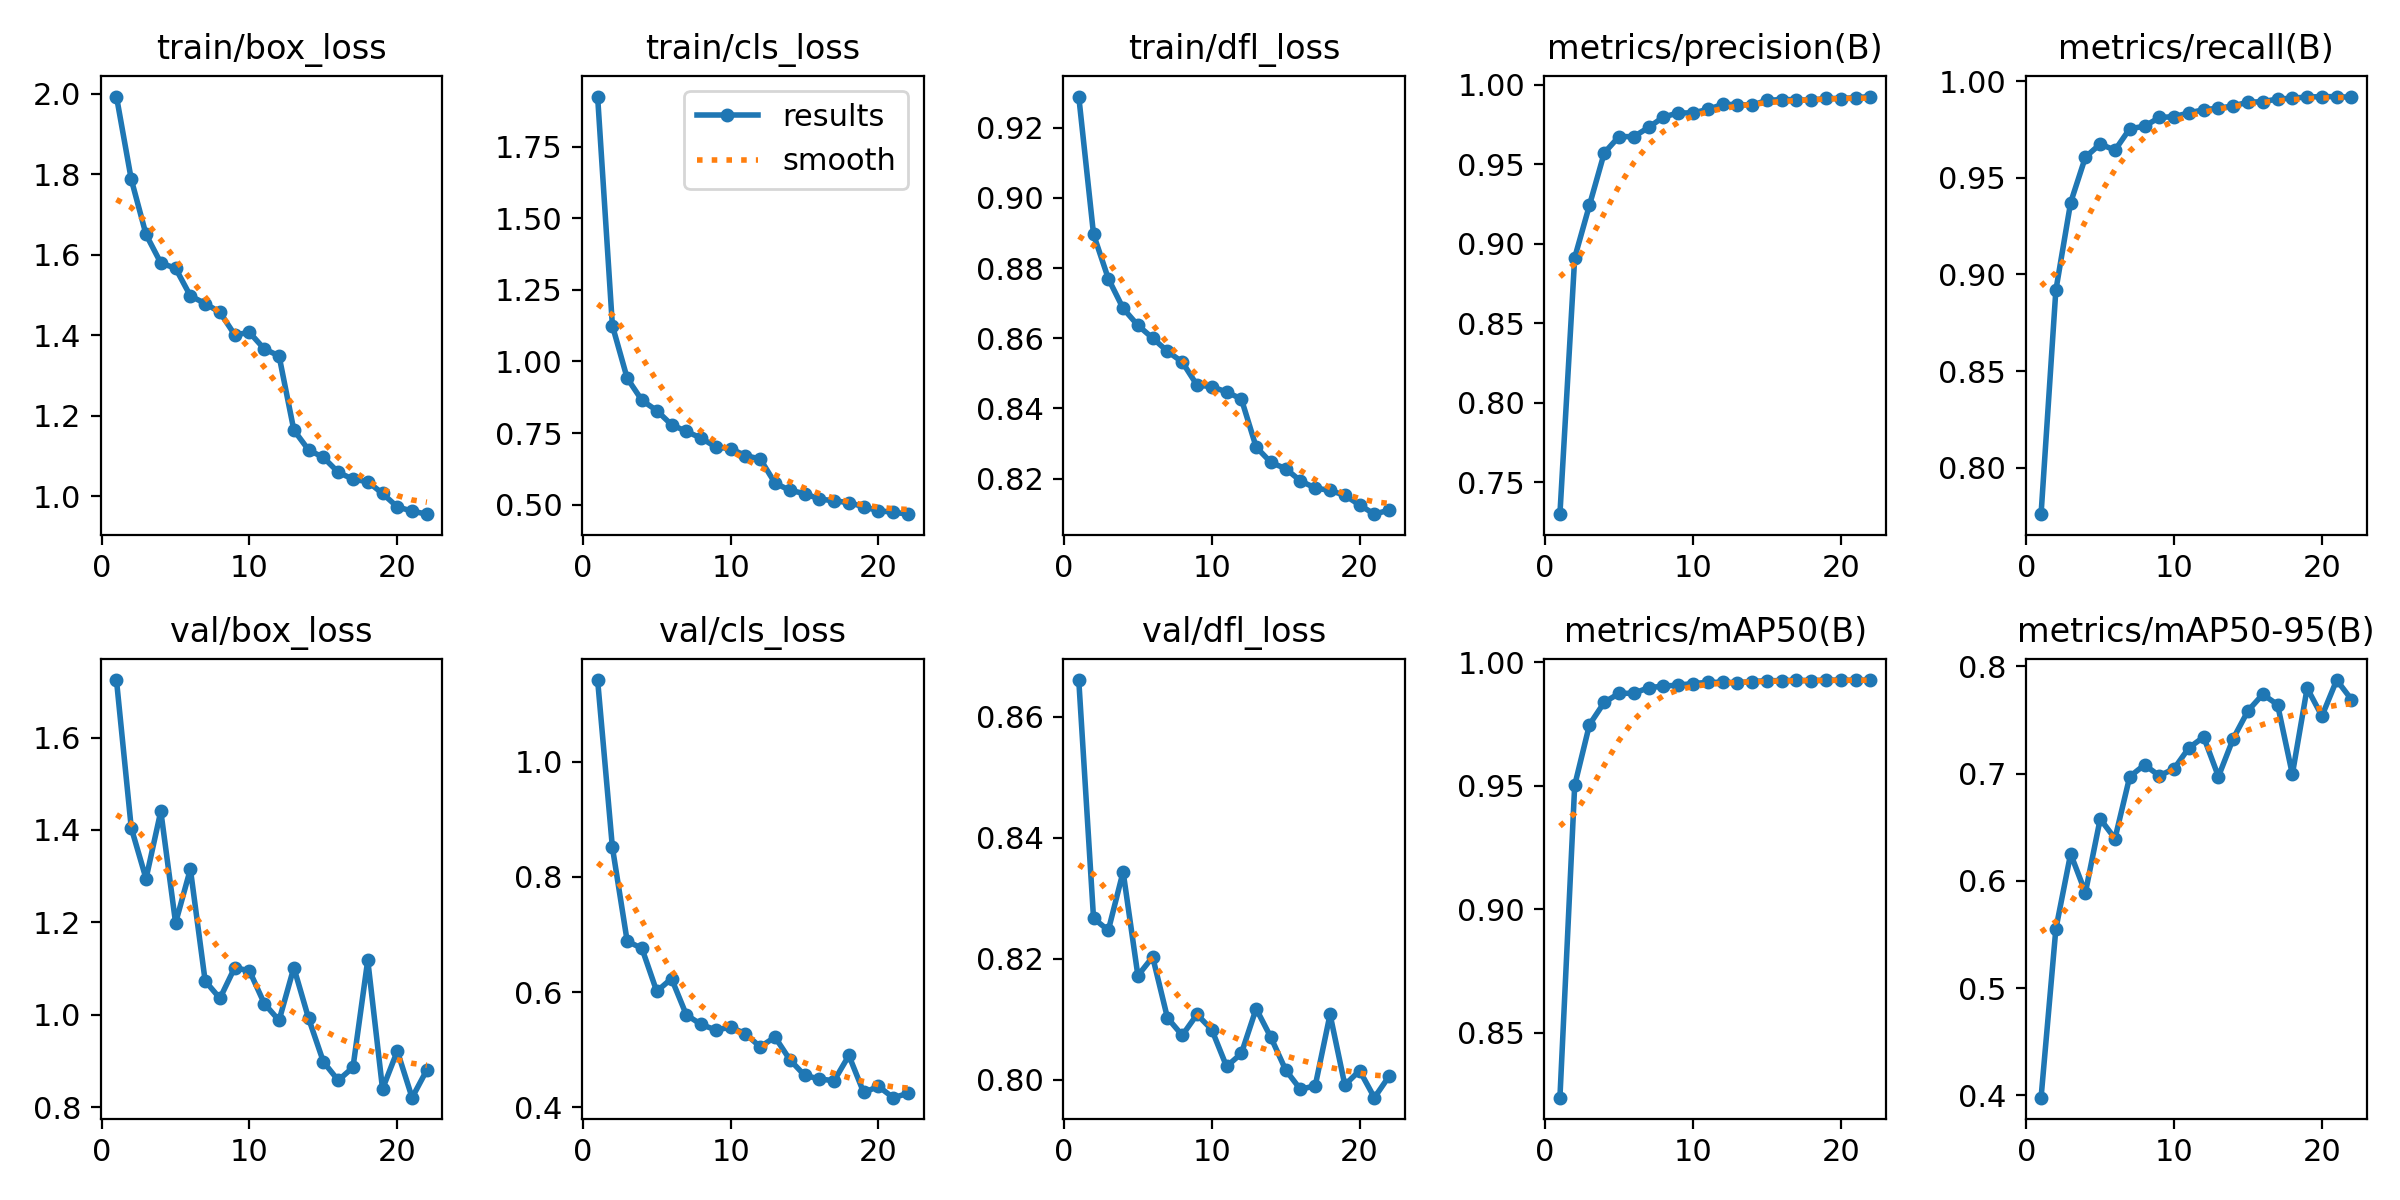 train/box_loss
2.0
1.8
1.6
1.4
1.2
1.0
0 10 20
train/cls_loss
results
smooth
1.75
1.50
1.25
1.00
0.75
0.50
0 10 20
train/dfl_loss
0.92
0.90
0.88
0.86
0.84
0.82
0 10 20
metrics/precision(B)
1.00
0.95
0.90
0.85
0.80
0.75
0 10 20
metrics/recall(B)
1.00
0.95
0.90
0.85
0.80
0 10 20
val/box_loss
1.6
1.4
1.2
1.0
0.8
0 10 20
val/cls_loss
1.0
0.8
0.6
0.4
0 10 20
val/dfl_loss
0.86
0.84
0.82
0.80
0 10 20
metrics/mAP50(B)
1.00
0.95
0.90
0.85
0 10 20
metrics/mAP50-95(B)
0.8
0.7
0.6
0.5
0.4
0 10 20